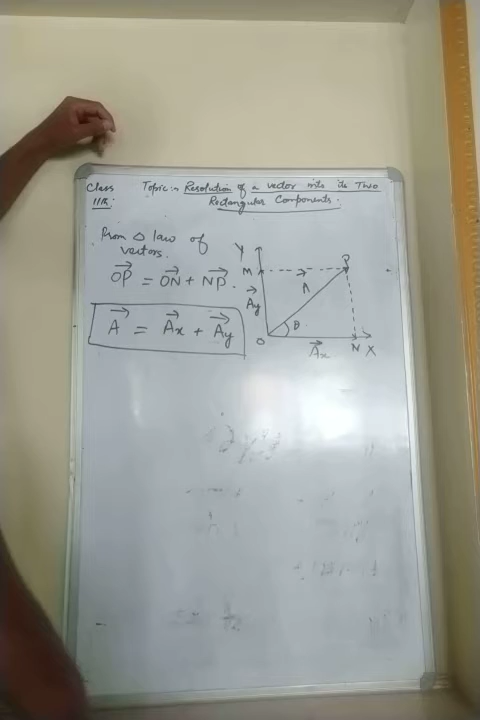 Class
11th.
Topic :- Resolution of a vector into its Two
Rectangular Components.
From Δ law of
vectors.
→OP = →ON + →NP.
→A = →Ax + →Ay
Y
M
P
→A
→Ay
θ
O
→Ax
N X